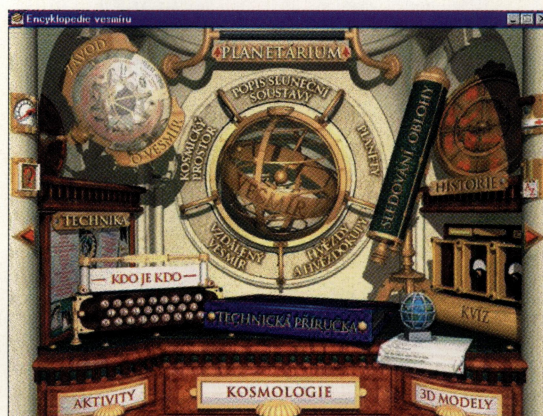 Encyklopedie vesmíru
PLANETÁRIUM
ZÁVOD
O VESMÍR
POPIS SLUNEČNÍ
SOUSTAVY
KOSMICKÝ
PROSTOR
PLANETY
VESMÍR
VZDÁLENÝ
VESMÍR
HVĚZDY
A HVĚZDOKUPY
SLEDOVÁNÍ OBLOHY
HISTORIE
TECHNIKA
KDO JE KDO
TECHNICKÁ PŘÍRUČKA
KVÍZ
AKTIVITY
KOSMOLOGIE
3D MODELY